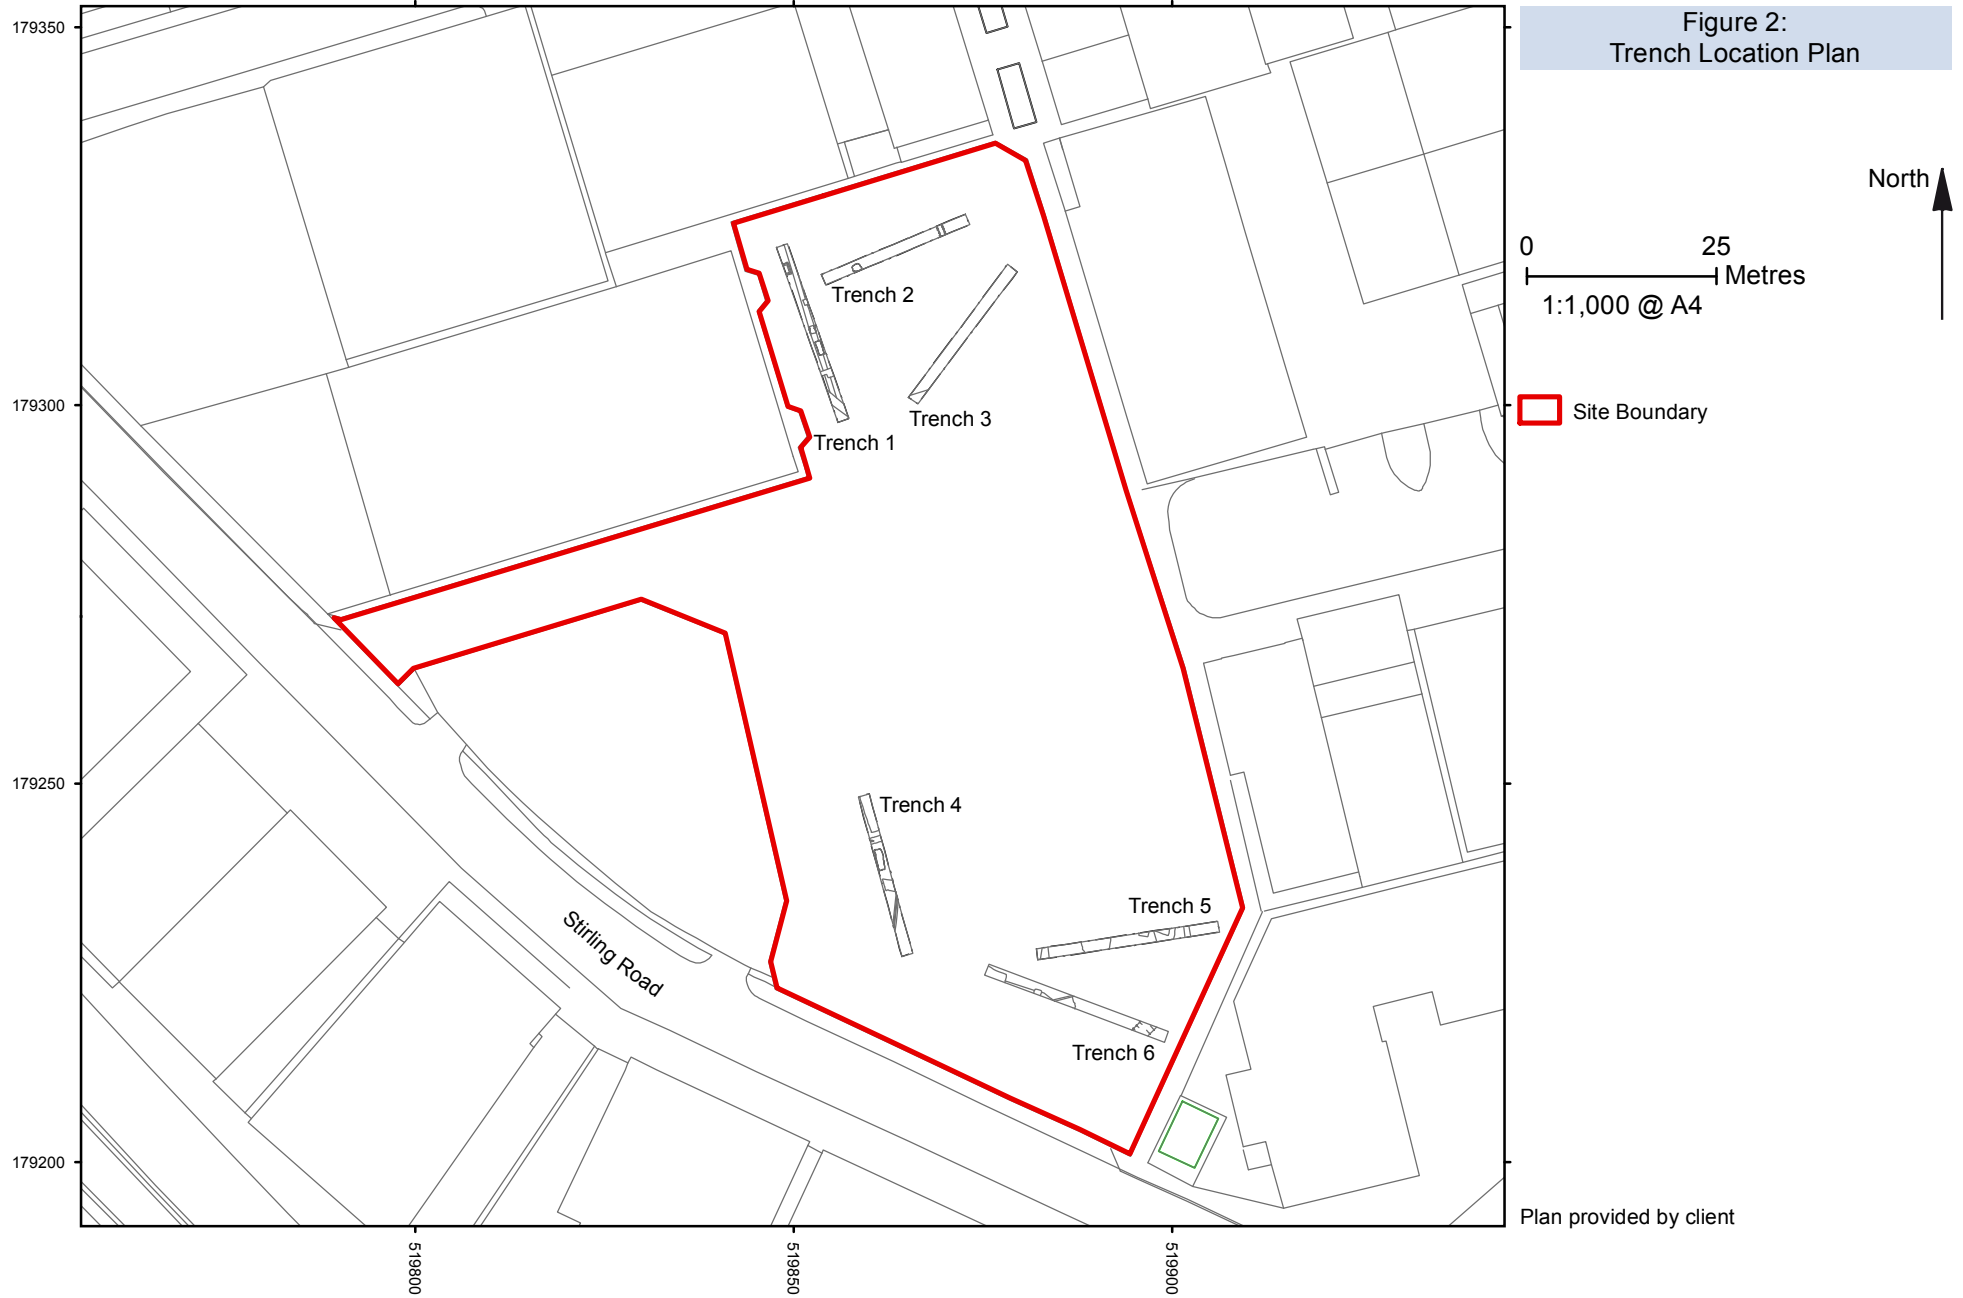 Figure 2:
Trench Location Plan
179350
179300
179250
179200
519800
519850
519900
Trench 1
Trench 2
Trench 3
Trench 4
Trench 5
Trench 6
Stirling Road
North
0 25
Metres
1:1,000 @ A4
Site Boundary
Plan provided by client